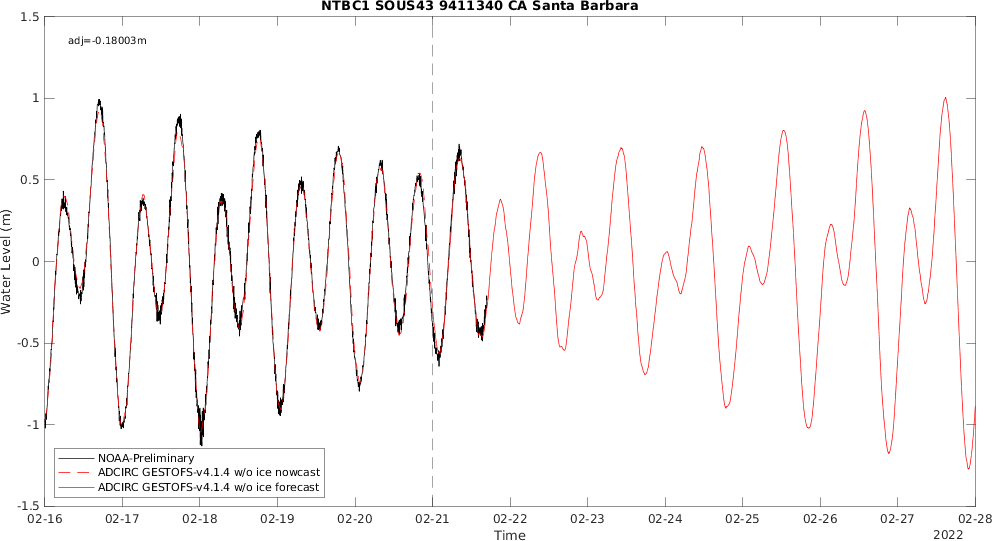 NTBC1 SOUS43 9411340 CA Santa Barbara
1.5
adj=-0.18003m
1
0.5
0
-0.5
-1
-1.5
Water Level (m)
NOAA-Preliminary
ADCIRC GESTOFS-v4.1.4 w/o ice nowcast
ADCIRC GESTOFS-v4.1.4 w/o ice forecast
02-16 02-17 02-18 02-19 02-20 02-21 02-22 02-23 02-24 02-25 02-26 02-27 02-28
Time
2022